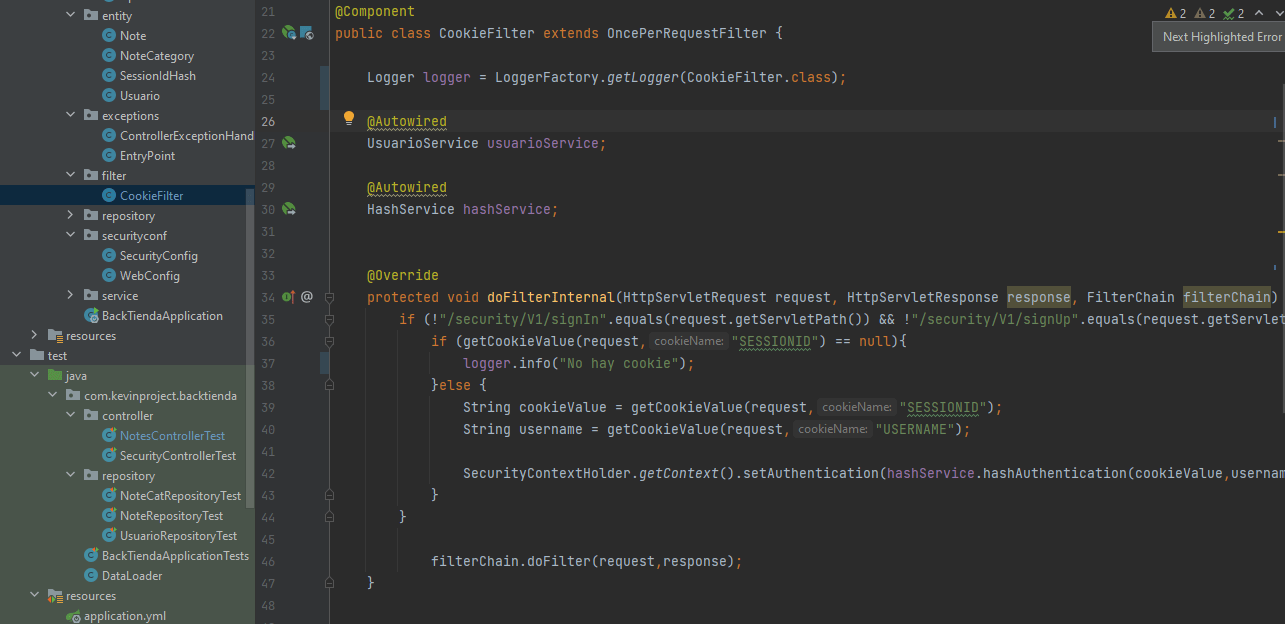 entity
Note
NoteCategory
SessionIdHash
Usuario
exceptions
ControllerExceptionHand
EntryPoint
filter
CookieFilter
repository
securityconf
SecurityConfig
WebConfig
service
BackTiendaApplication
resources
test
java
com.kevinproject.backtienda
controller
NotesControllerTest
SecurityControllerTest
repository
NoteCatRepositoryTest
NoteRepositoryTest
UsuarioRepositoryTest
BackTiendaApplicationTests
DataLoader
resources
application.yml
2 2 2
Next Highlighted Error
21 @Component
22 public class CookieFilter extends OncePerRequestFilter {
23
24 Logger logger = LoggerFactory.getLogger(CookieFilter.class);
25
26 @Autowired
27 UsuarioService usuarioService;
28
29 @Autowired
30 HashService hashService;
31
32
33 @Override
34 @ protected void doFilterInternal(HttpServletRequest request, HttpServletResponse response, FilterChain filterChain)
35 if (!"/security/V1/signIn".equals(request.getServletPath()) && !"/security/V1/signUp".equals(request.getServlet
36 if (getCookieValue(request, cookieName: "SESSIONID") == null){
37 logger.info("No hay cookie");
38 }else {
39 String cookieValue = getCookieValue(request, cookieName: "SESSIONID");
40 String username = getCookieValue(request, cookieName: "USERNAME");
41
42 SecurityContextHolder.getContext().setAuthentication(hashService.hashAuthentication(cookieValue,usernam
43 }
44 }
45
46 filterChain.doFilter(request,response);
47 }
48